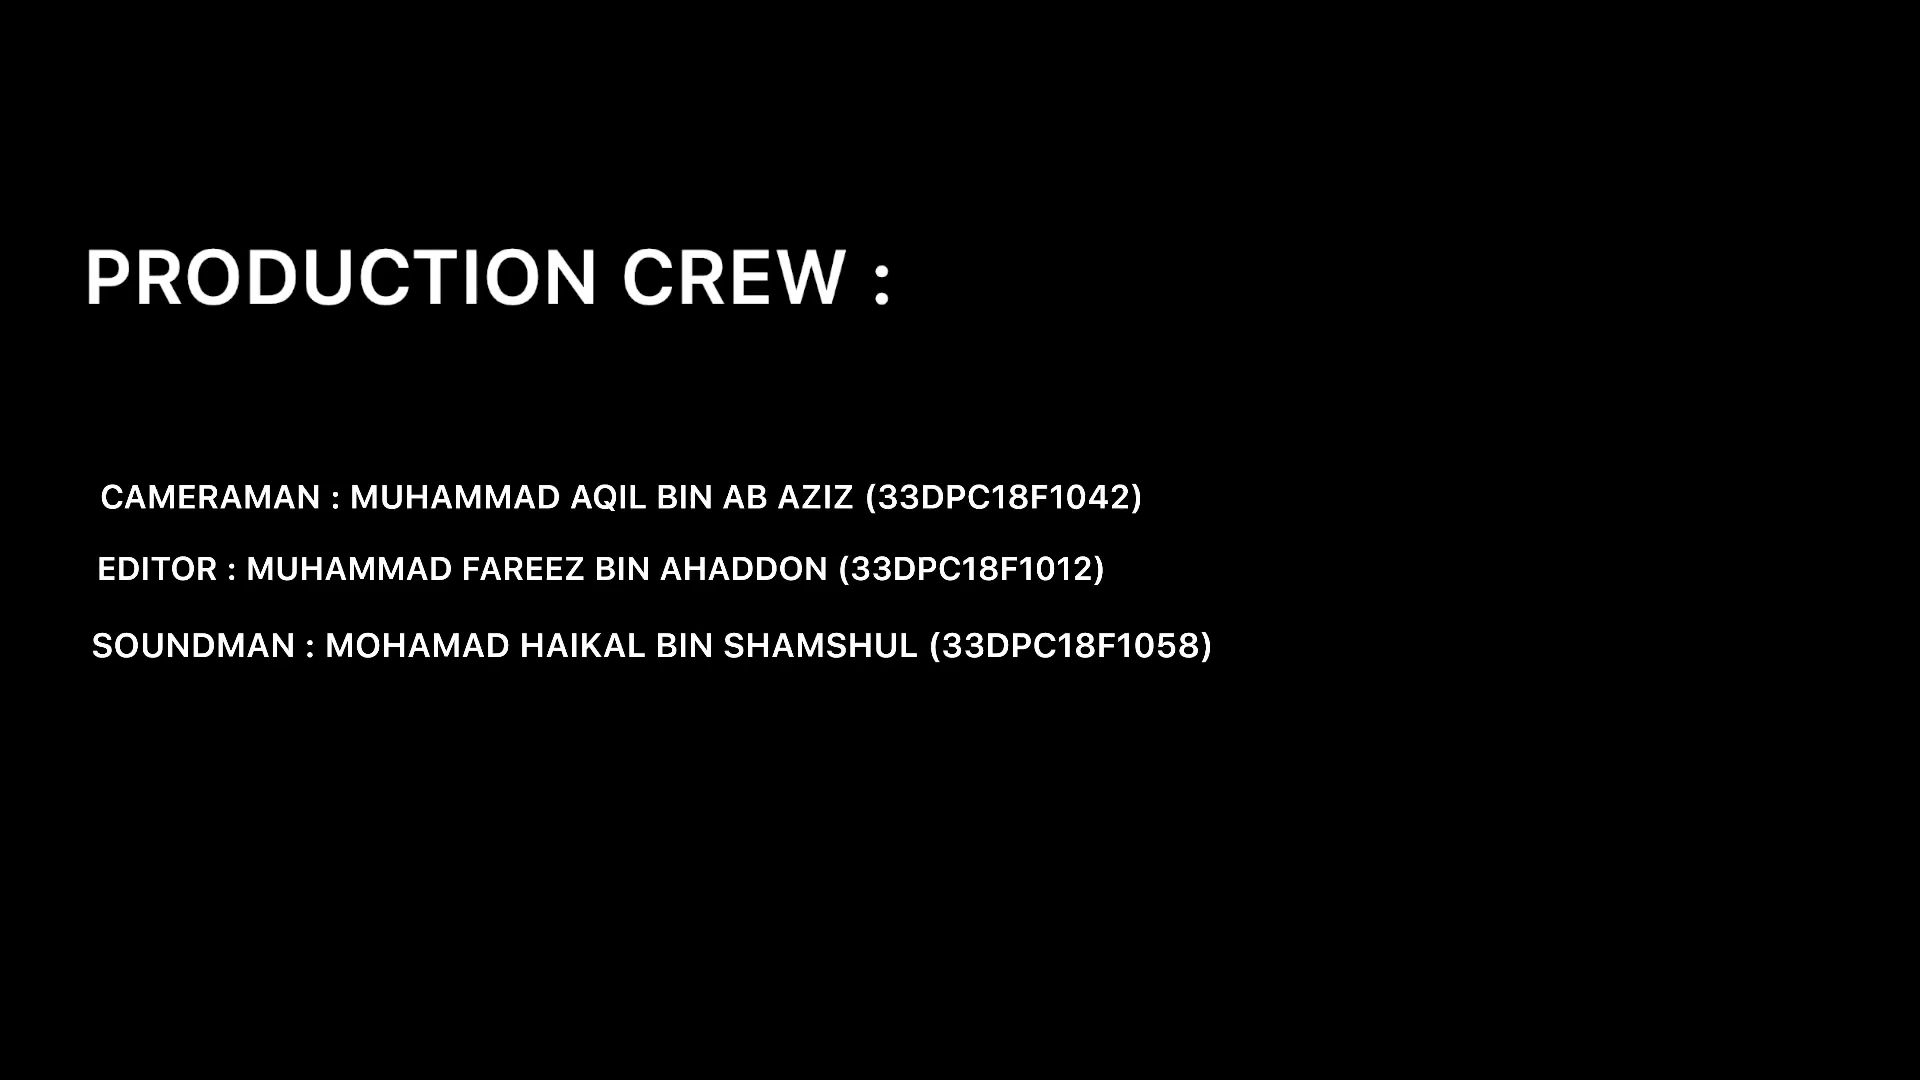 PRODUCTION CREW :
CAMERAMAN : MUHAMMAD AQIL BIN AB AZIZ (33DPC18F1042)
EDITOR : MUHAMMAD FAREEZ BIN AHADDON (33DPC18F1012)
SOUNDMAN : MOHAMAD HAIKAL BIN SHAMSHUL (33DPC18F1058)